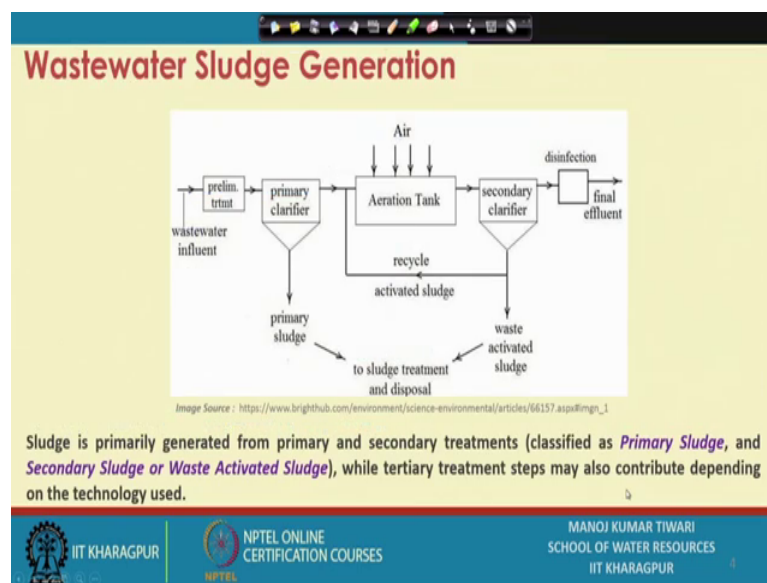 Wastewater Sludge Generation
Air
disinfection
prelim.
trtmt
primary
clarifier
Aeration Tank
secondary
clarifier
final
effluent
wastewater
influent
recycle
activated sludge
primary
sludge
waste
activated
sludge
to sludge treatment
and disposal
Image Source : https://www.brighthub.com/environment/science-environmental/articles/66157.aspx#imgn_1
Sludge is primarily generated from primary and secondary treatments (classified as Primary Sludge, and
Secondary Sludge or Waste Activated Sludge), while tertiary treatment steps may also contribute depending
on the technology used.
IIT KHARAGPUR
NPTEL
NPTEL ONLINE
CERTIFICATION COURSES
MANOJ KUMAR TIWARI
SCHOOL OF WATER RESOURCES
IIT KHARAGPUR
4